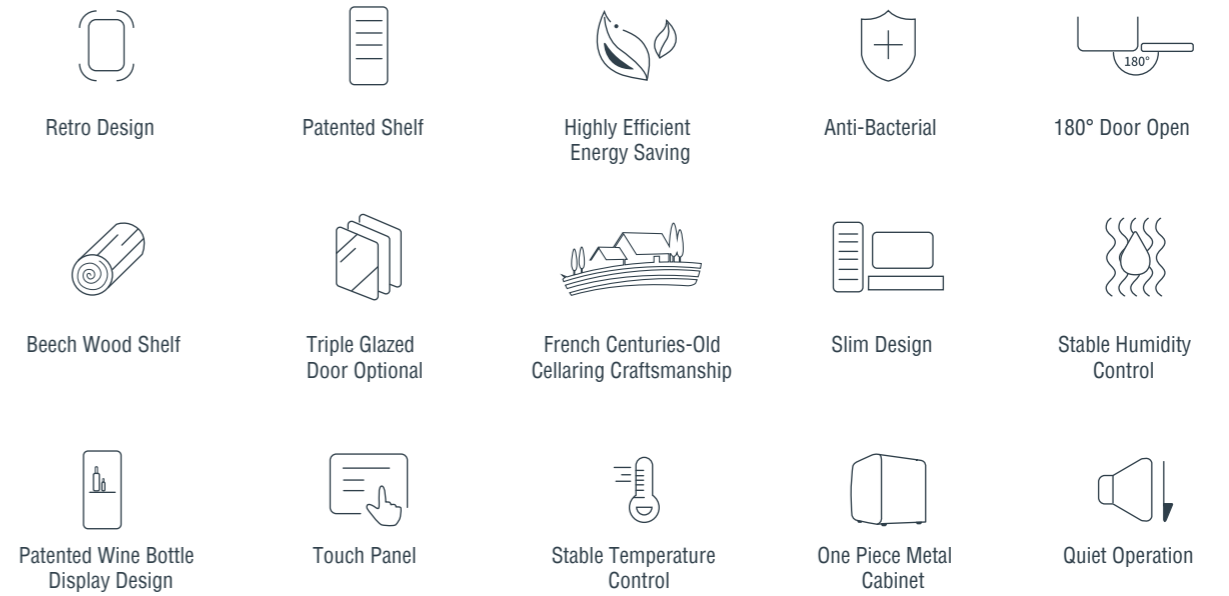 180°
Retro Design
Patented Shelf
Highly Efficient
Energy Saving
Anti-Bacterial
180° Door Open
Beech Wood Shelf
Triple Glazed
Door Optional
French Centuries-Old
Cellaring Craftsmanship
Slim Design
Stable Humidity
Control
Patented Wine Bottle
Display Design
Touch Panel
Stable Temperature
Control
One Piece Metal
Cabinet
Quiet Operation